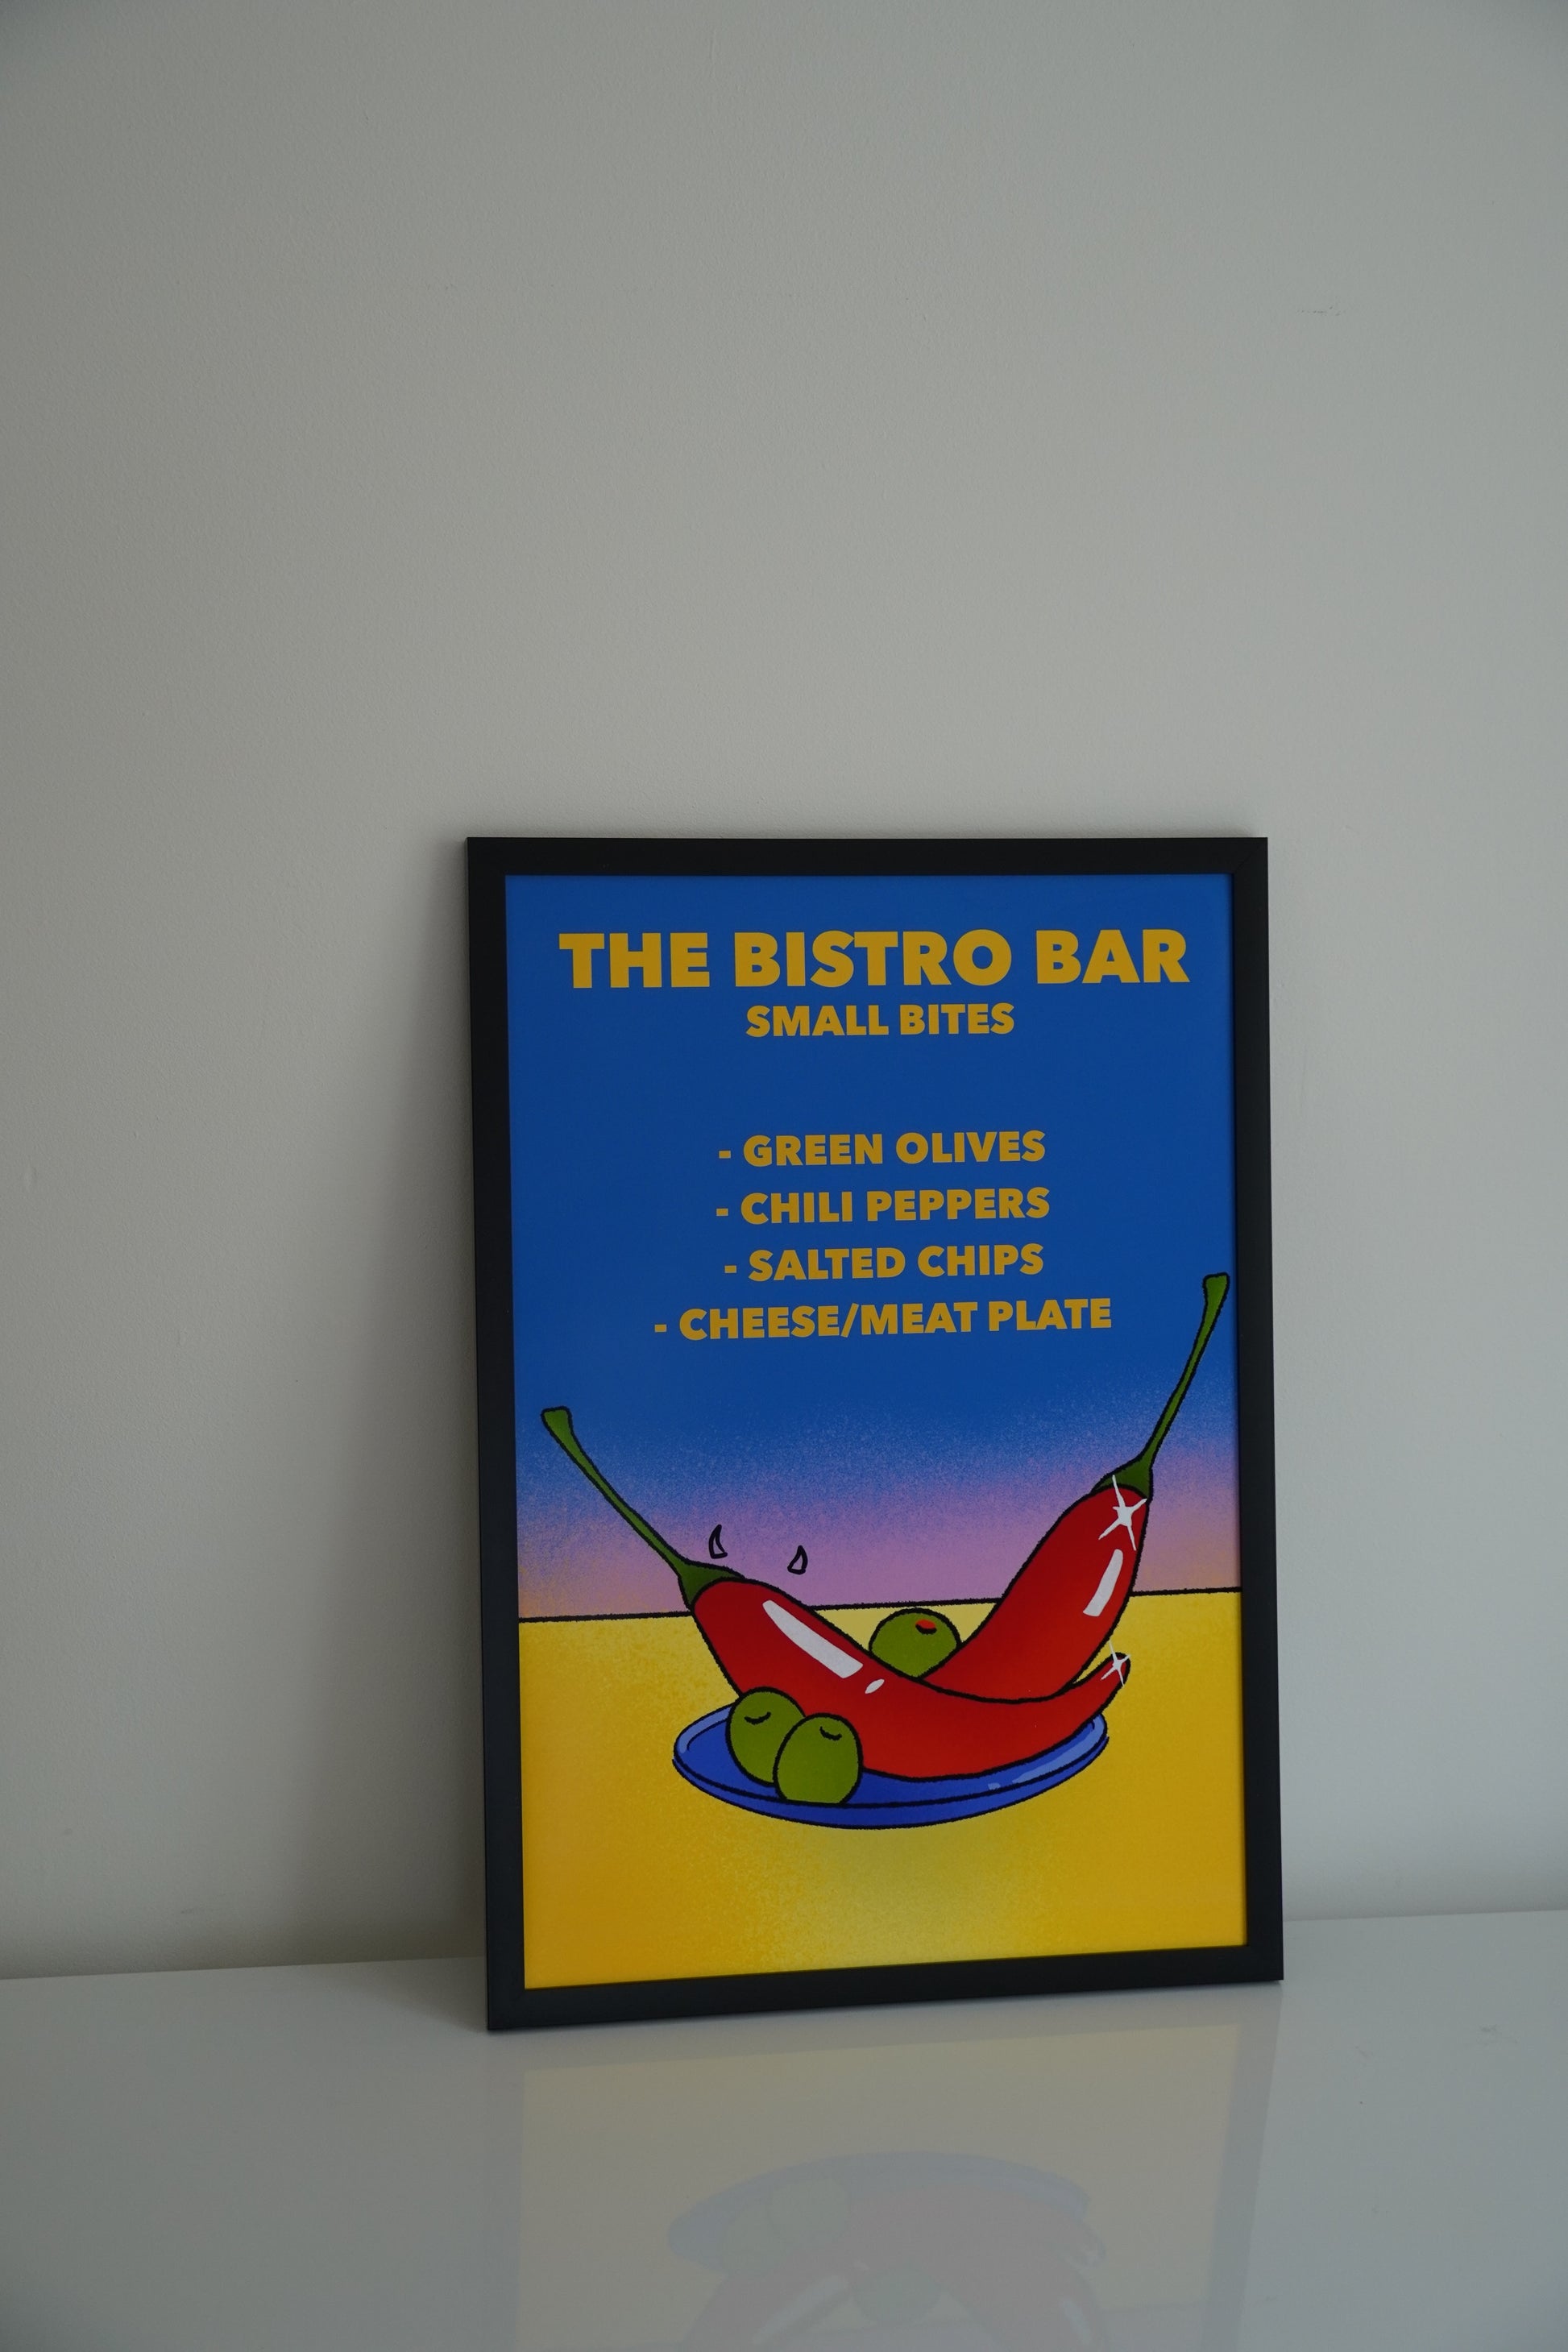 THE BISTRO BAR
SMALL BITES
- GREEN OLIVES
- CHILI PEPPERS
- SALTED CHIPS
- CHEESE/MEAT PLATE